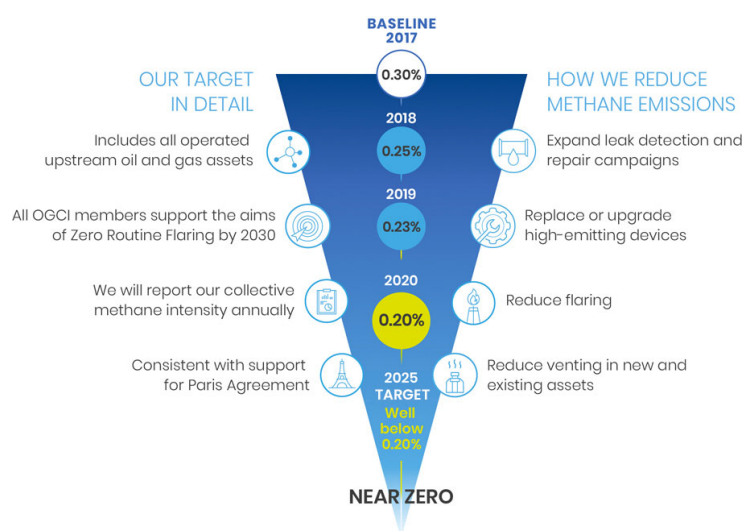 BASELINE
2017
0.30%
OUR TARGET
IN DETAIL
Includes all operated
upstream oil and gas assets
All OGCI members support the aims
of Zero Routine Flaring by 2030
We will report our collective
methane intensity annually
Consistent with support
for Paris Agreement
2018
0.25%
2019
0.23%
2020
0.20%
2025
TARGET
Well
below
0.20%
NEAR ZERO
HOW WE REDUCE
METHANE EMISSIONS
Expand leak detection and
repair campaigns
Replace or upgrade
high-emitting devices
Reduce flaring
Reduce venting in new and
existing assets